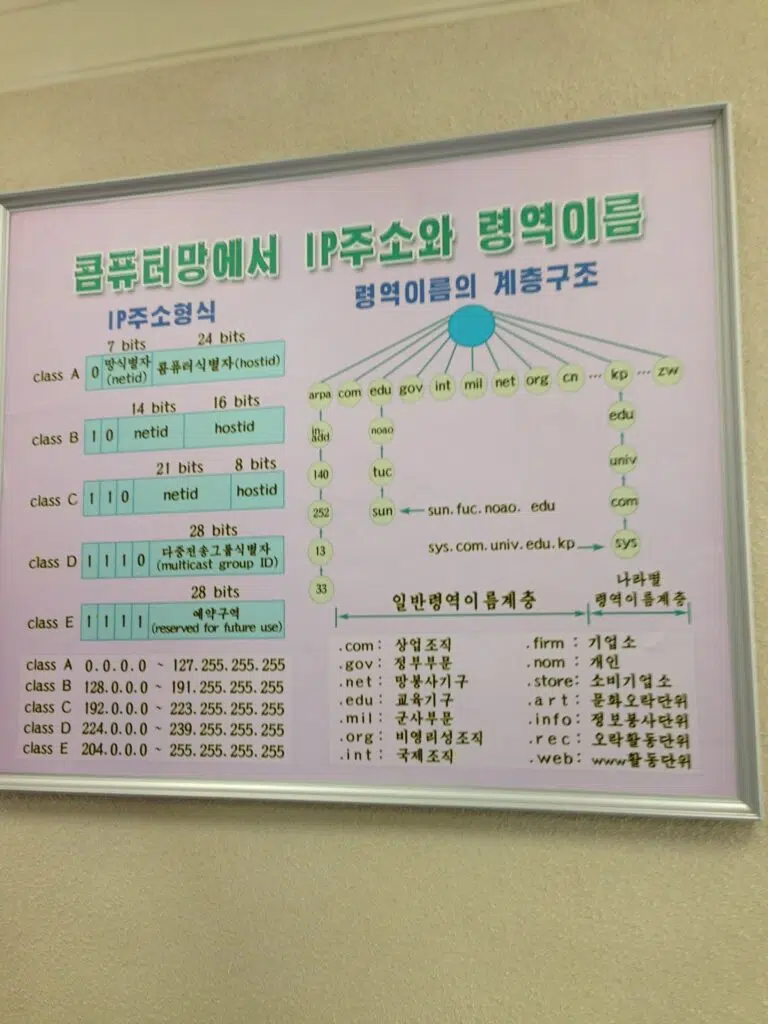 콤퓨터망에서 IP주소와 령역이름
IP주소형식
7 bits 24 bits
class A 0 망식별자 (netid) 콤퓨터식별자(hostid)
14 bits 16 bits
class B 1 0 netid hostid
21 bits 8 bits
class C 1 1 0 netid hostid
28 bits
class D 1 1 1 0 다중전송그룹식별자
(multicast group ID)
28 bits
class E 1 1 1 1 예약구역
(reserved for future use)
class A 0.0.0.0 ~ 127.255.255.255
class B 128.0.0.0 ~ 191.255.255.255
class C 192.0.0.0 ~ 223.255.255.255
class D 224.0.0.0 ~ 239.255.255.255
class E 204.0.0.0 ~ 255.255.255.255
령역이름의 계층구조
arpa com edu gov int mil net org cn ··· kp ··· zw
in-
add noao edu
140 tuc univ
252 sun sun.fuc.noao. edu com
13 sys.com.univ.edu.kp sys
33
일반령역이름계층
나라별
령역이름계층
.com: 상업조직
.gov: 정부부문
.net: 망봉사기구
.edu: 교육기구
.mil: 군사부문
.org: 비영리성조직
.int: 국제조직
.firm: 기업소
.nom: 개인
.store: 소비기업소
.art: 문화오락단위
.info: 정보봉사단위
.rec: 오락활동단위
.web: www활동단위